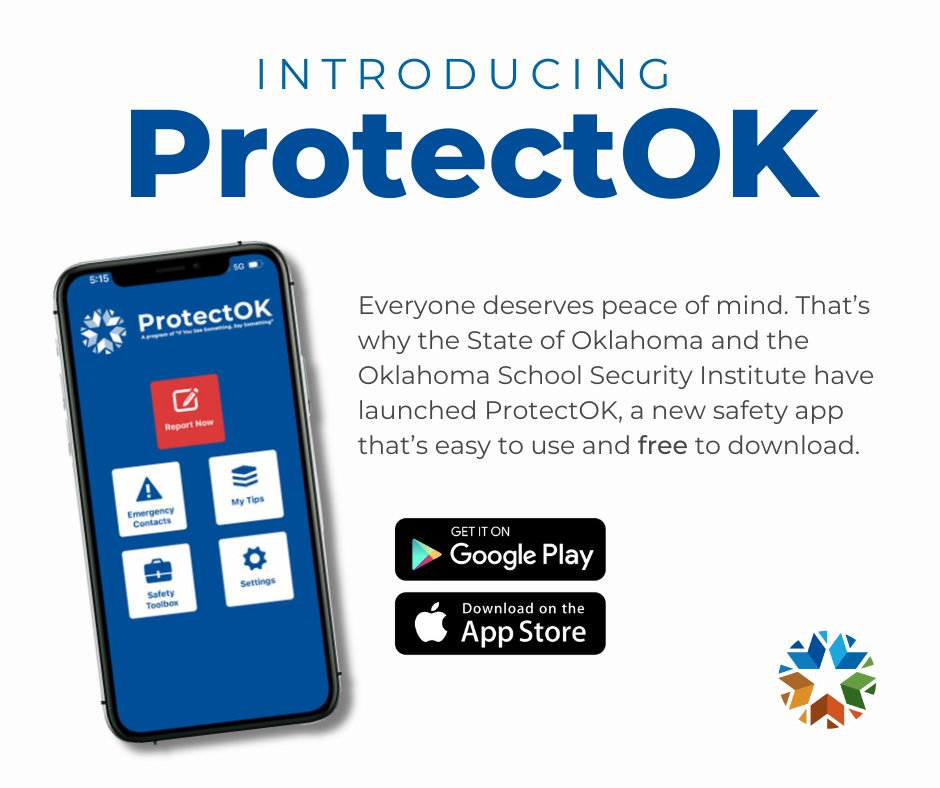 INTRODUCING
ProtectOK
5:15
5G
ProtectOK
A program of "If You See Something, Say Something"
Report Now
Emergency
Contacts
My Tips
Safety
Toolbox
Settings
Everyone deserves peace of mind. That's
why the State of Oklahoma and the
Oklahoma School Security Institute have
launched ProtectOK, a new safety app
that's easy to use and free to download.
GET IT ON
Google Play
Download on the
App Store